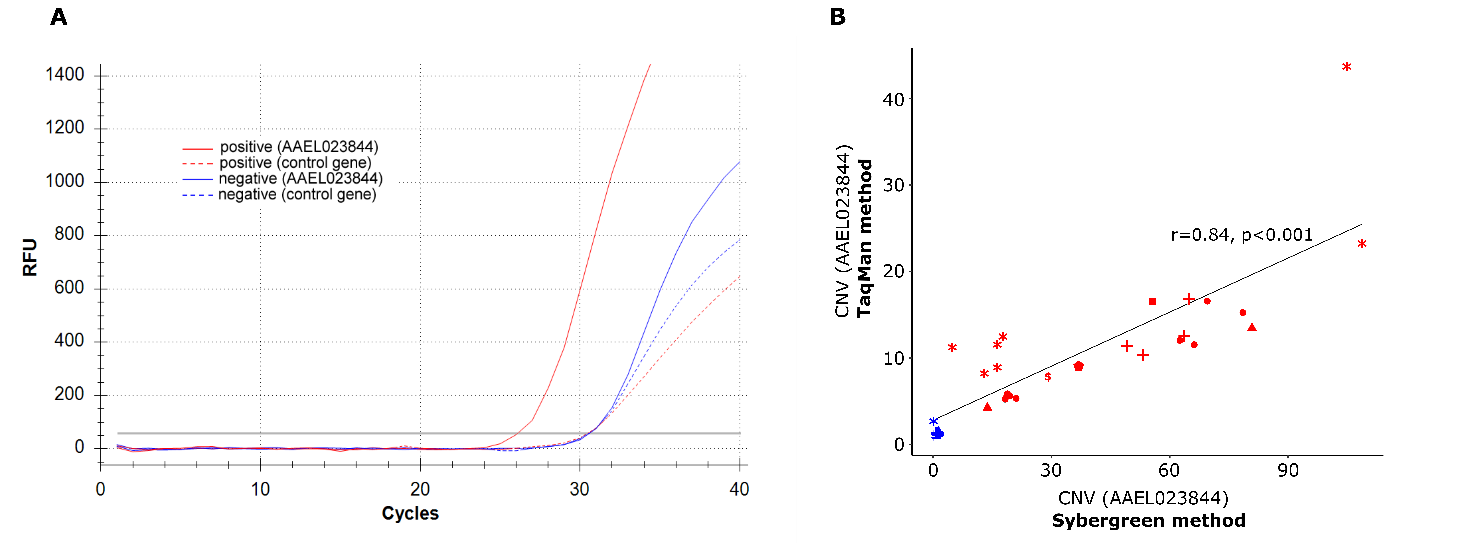 A
1400
1200
1000
800
600
400
200
0
RFU
positive (AAEL023844)
positive (control gene)
negative (AAEL023844)
negative (control gene)
0 10 20 30 40
Cycles
B
40
30
20
10
0
CNV (AAEL023844)
TaqMan method
r=0.84, p<0.001
0 30 60 90
CNV (AAEL023844)
Sybergreen method